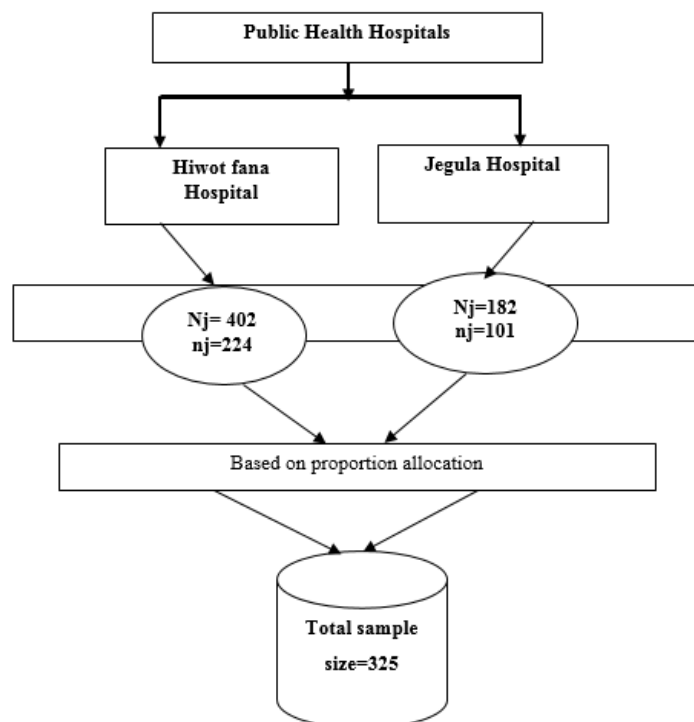 Public Health Hospitals
Hiwot fana
Hospital
Jegula Hospital
Nj= 402
nj=224
Nj=182
nj=101
Based on proportion allocation
Total sample
size=325